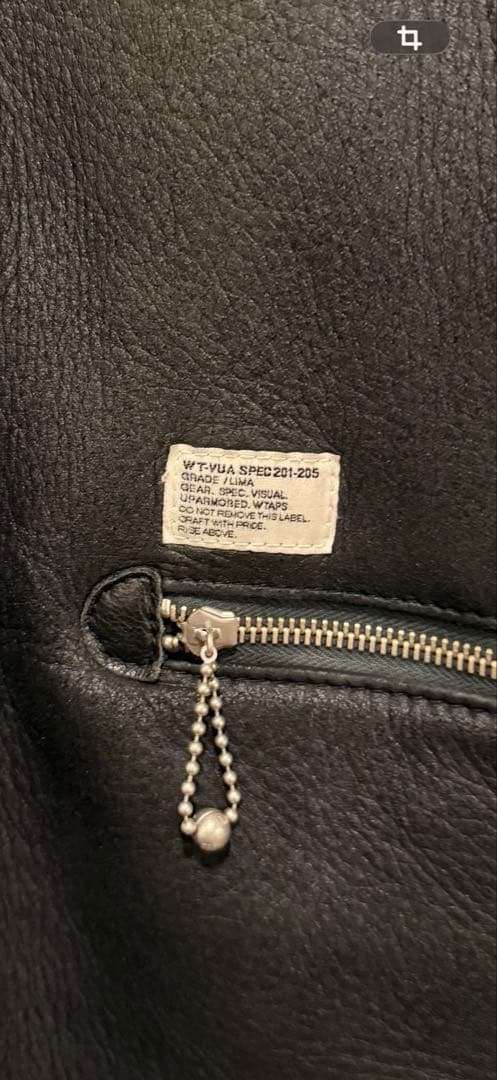 WT-VUA SPEC 201-205
GRADE / LIMA
GEAR. SPEC. VISUAL.
UPARMORED. WTAPS
DO NOT REMOVE THIS LABEL.
CRAFT WITH PRIDE.
RISE ABOVE.